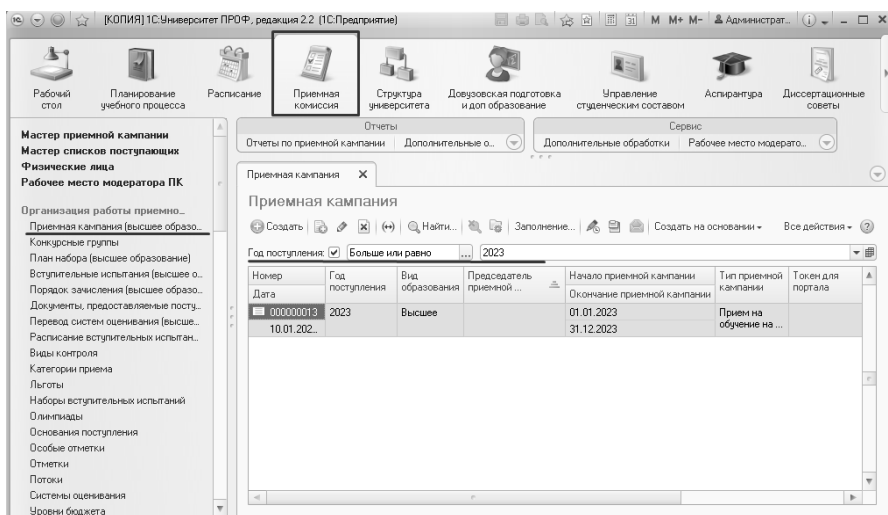 [КОПИЯ] 1С:Университет ПРОФ, редакция 2.2 (1С:Предприятие)
M M+ M- Администрат...
Рабочий стол
Планирование учебного процесса
Расписание
Приемная комиссия
Структура университета
Довузовская подготовка и доп образование
Управление студенческим составом
Аспирантура
Диссертационные советы
Мастер приемной кампании
Мастер списков поступающих
Физические лица
Рабочее место модератора ПК
Организация работы приемно...
Приемная кампания (высшее образо...
Конкурсные группы
План набора (высшее образование)
Вступительные испытания (высшее о...
Порядок зачисления (высшее образо...
Документы, предоставляемые посту...
Перевод систем оценивания (высше...
Расписание вступительных испытан...
Виды контроля
Категории приема
Льготы
Наборы вступительных испытаний
Олимпиады
Основания поступления
Особые отметки
Отметки
Потоки
Системы оценивания
Уровни бюджета
Отчеты
Отчеты по приемной кампании Дополнительные о...
Сервис
Дополнительные обработки Рабочее место модерато...
Приемная кампания
Приемная кампания
Создать Найти... Заполнение... Создать на основании Все действия
Год поступления: Больше или равно ... 2023
Номер Год поступления Вид образования Председатель приемной ... Начало приемной кампании Тип приемной кампании Токен для портала
Дата Окончание приемной кампании
000000013 2023 Высшее 01.01.2023 Прием на обучение на ...
10.01.202... 31.12.2023